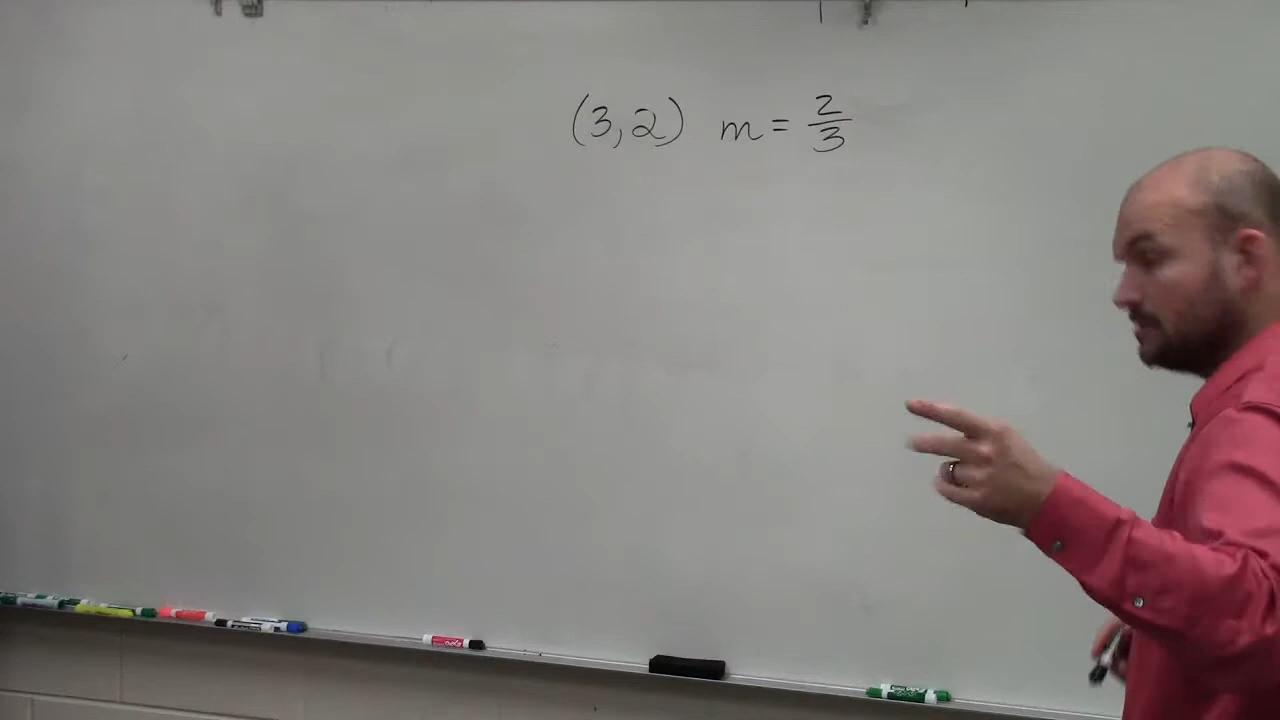 (3,2) m = 2/3